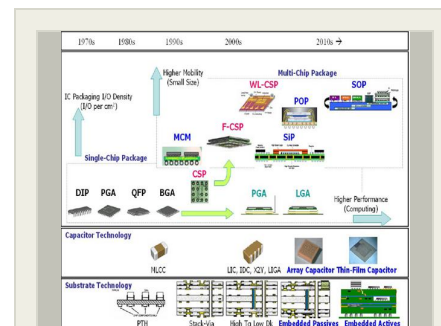 1970s 1980s 1990s 2000s 2010s →
Higher Mobility
(Small Size)
Multi-Chip Package
WL-CSP
SOP
POP
IC Packaging I/O Density
(I/O per cm²)
F-CSP
MCM
SiP
Single-Chip Package
CSP
DIP PGA QFP BGA
PGA LGA
Higher Performance
(Computing)
Capacitor Technology
MLCC
LIC, IDC, X2Y, LIGA
Array Capacitor
Thin-Film Capacitor
Substrate Technology
PTH
Stack-Via
High Tg Low Dk
Embedded Passives
Embedded Actives